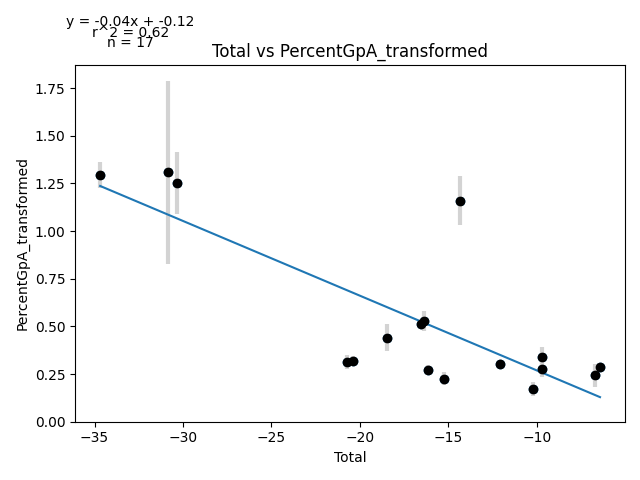 y = -0.04x + -0.12
r^2 = 0.62
n = 17
Total vs PercentGpA_transformed
PercentGpA_transformed
1.75
1.50
1.25
1.00
0.75
0.50
0.25
0.00
−35 −30 −25 −20 −15 −10
Total